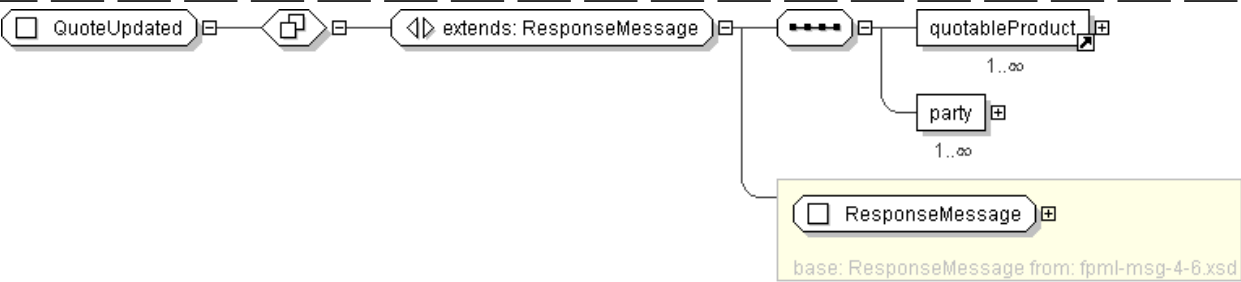 QuoteUpdated
extends: ResponseMessage
quotableProduct
1..∞
party
1..∞
ResponseMessage
base: ResponseMessage from: fpml-msg-4-6.xsd